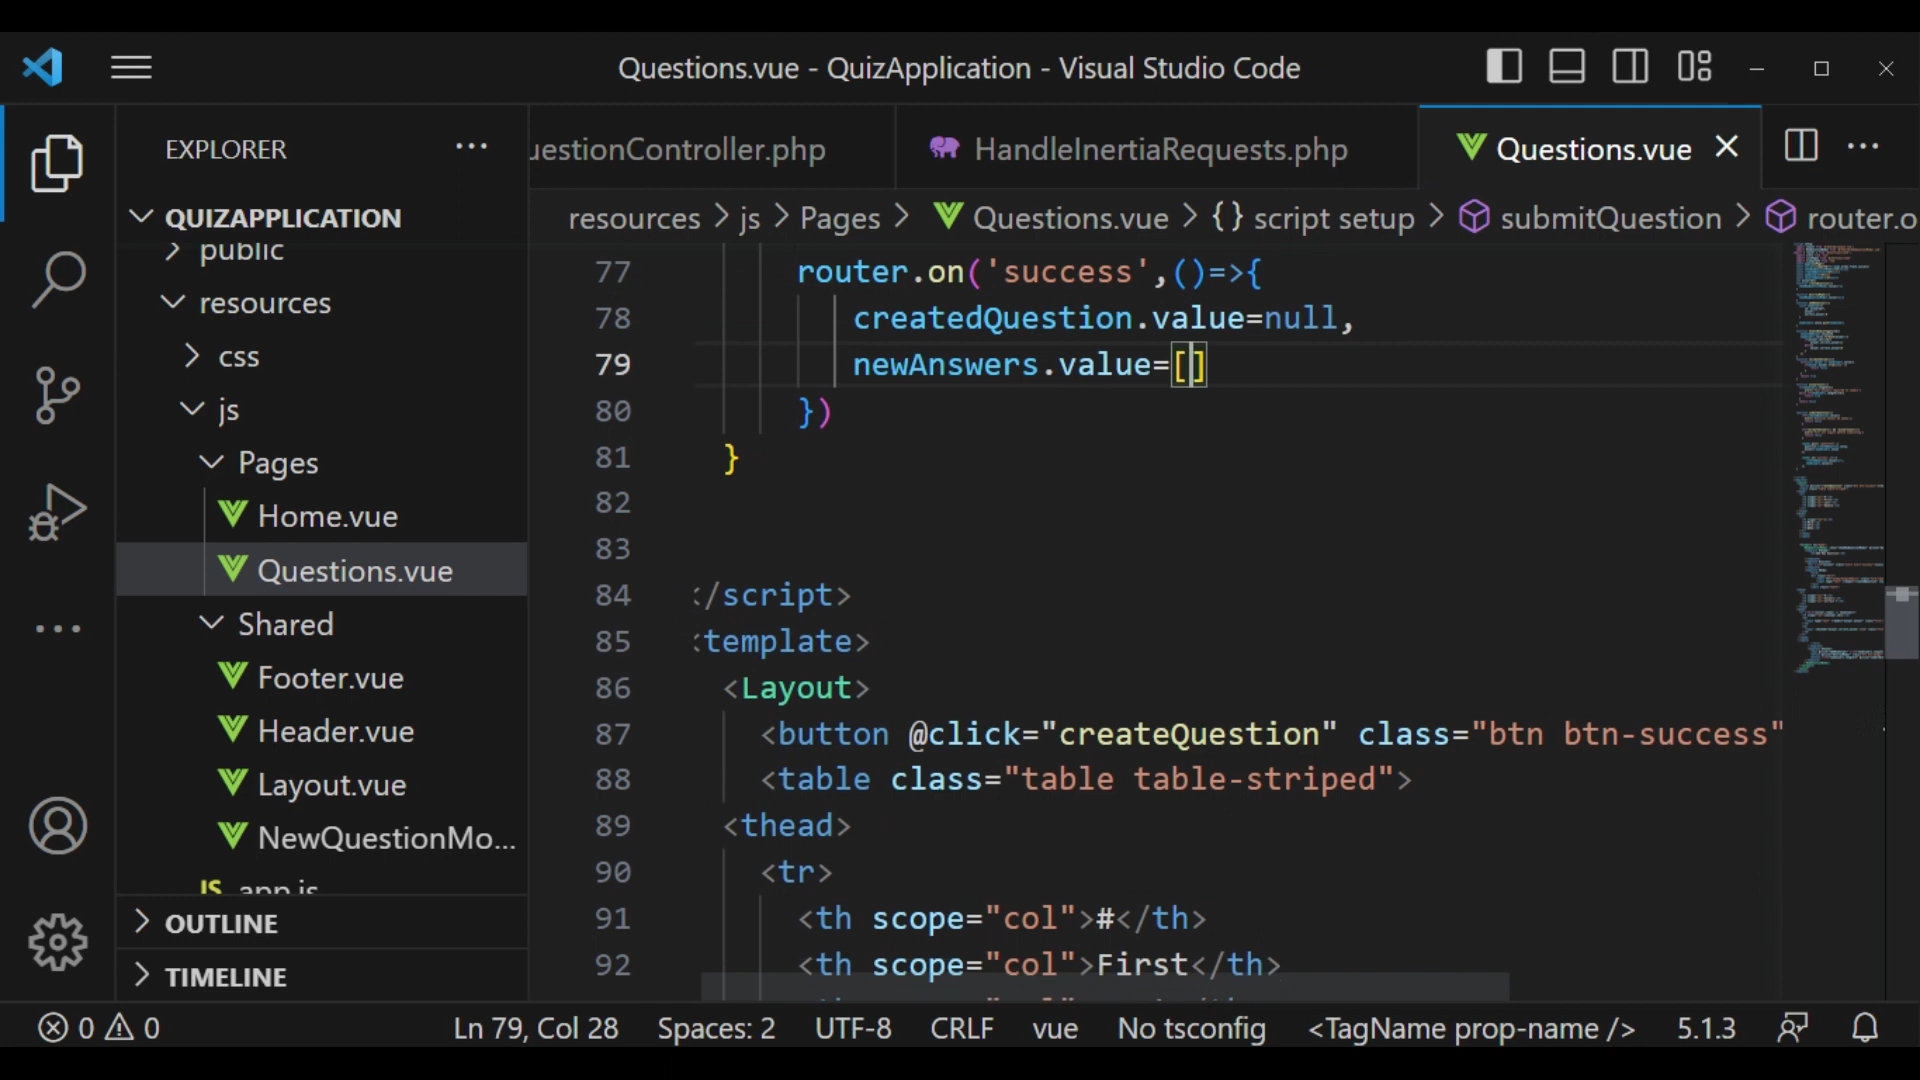 Questions.vue - QuizApplication - Visual Studio Code
EXPLORER
uestionController.php
HandleInertiaRequests.php
Questions.vue
QUIZAPPLICATION
public
resources
css
js
Pages
Home.vue
Questions.vue
Shared
Footer.vue
Header.vue
Layout.vue
NewQuestionMo...
JS app.js
OUTLINE
TIMELINE
resources > js > Pages > Questions.vue > {} script setup > submitQuestion > router.o
77 router.on('success',()=>{
78 createdQuestion.value=null,
79 newAnswers.value=[]
80 })
81 }
82
83
84 </script>
85 <template>
86 <Layout>
87 <button @click="createQuestion" class="btn btn-success"
88 <table class="table table-striped">
89 <thead>
90 <tr>
91 <th scope="col">#</th>
92 <th scope="col">First</th>
0 0 Ln 79, Col 28 Spaces: 2 UTF-8 CRLF vue No tsconfig <TagName prop-name /> 5.1.3